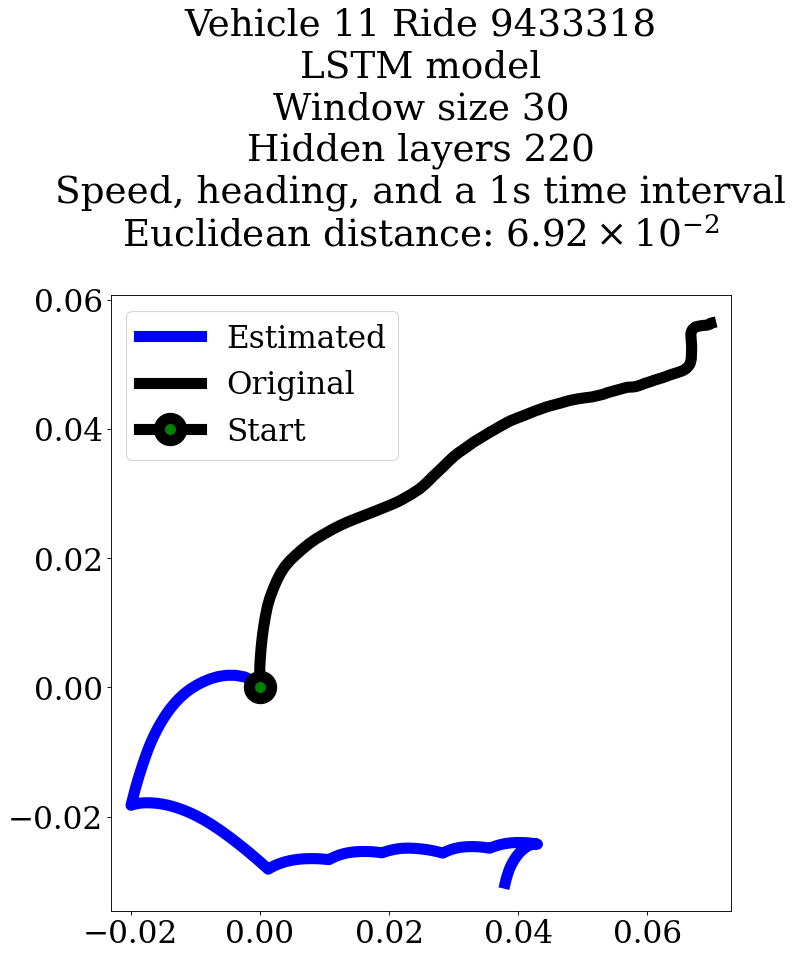 Vehicle 11 Ride 9433318
LSTM model
Window size 30
Hidden layers 220
Speed, heading, and a 1s time interval
Euclidean distance: 6.92 × 10⁻²
0.06
0.04
0.02
0.00
−0.02
Estimated
Original
Start
−0.02 0.00 0.02 0.04 0.06